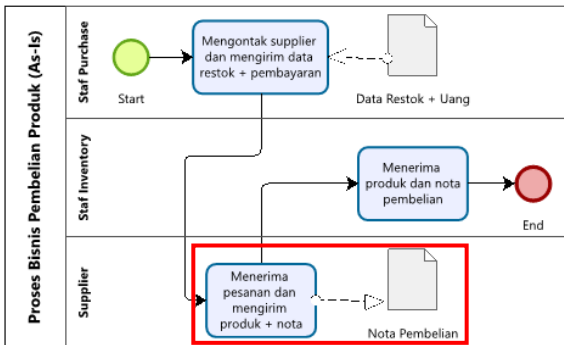 Proses Bisnis Pembelian Produk (As-Is)
Staf Purchase
Start
Mengontak supplier
dan mengirim data
restok + pembayaran
Data Restok + Uang
Staf Inventory
Menerima
produk dan nota
pembelian
End
Supplier
Menerima
pesanan dan
mengirim
produk + nota
Nota Pembelian